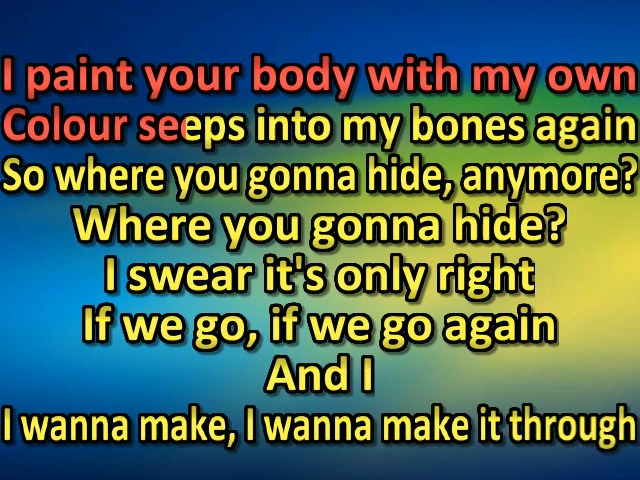 I paint your body with my own
Colour seeps into my bones again
So where you gonna hide, anymore?
Where you gonna hide?
I swear it's only right
If we go, if we go again
And I
I wanna make, I wanna make it through